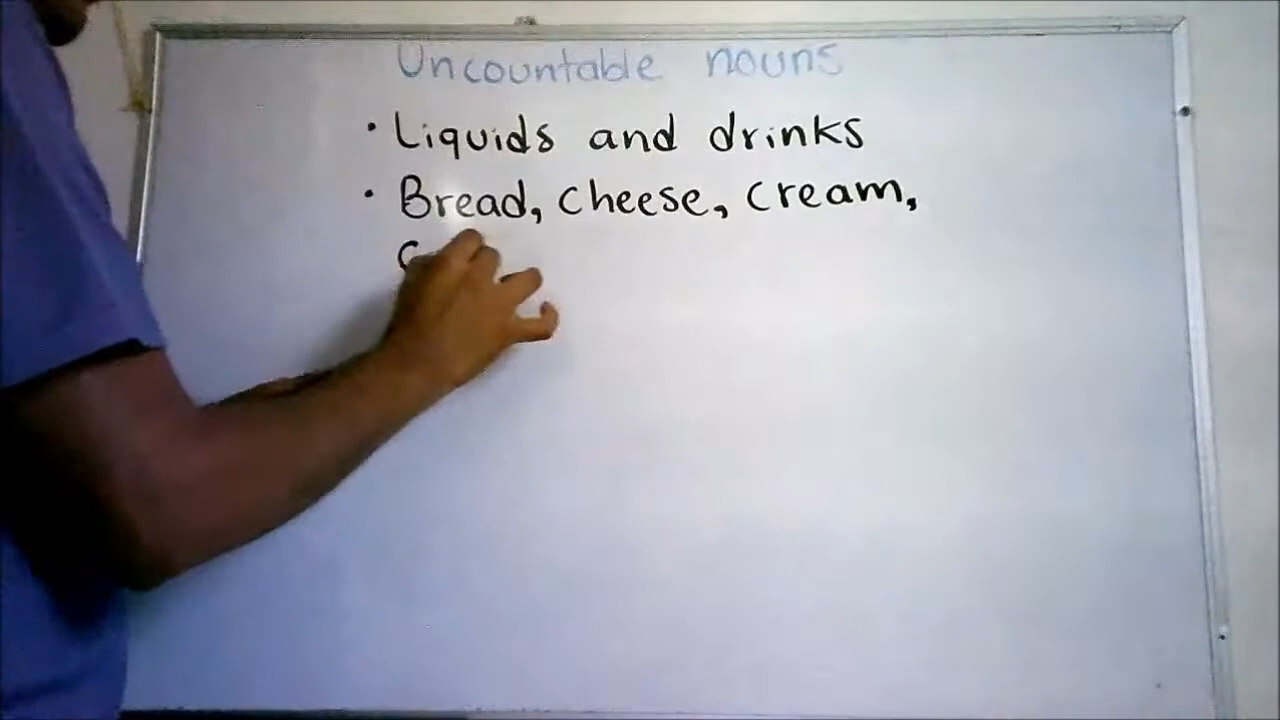 Uncountable nouns
• Liquids and drinks
• Bread, cheese, cream,